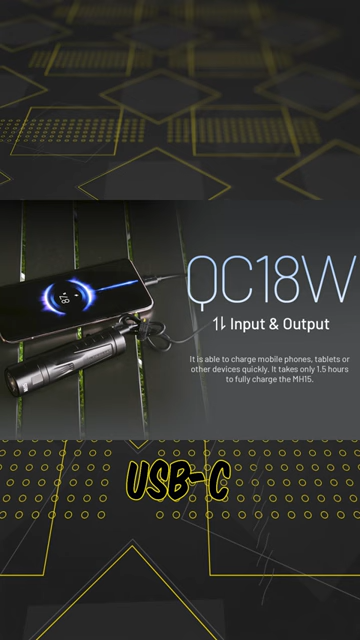 QC18W
Input & Output
It is able to charge mobile phones, tablets or
other devices quickly. It takes only 1.5 hours
to fully charge the MH15.
USB-C